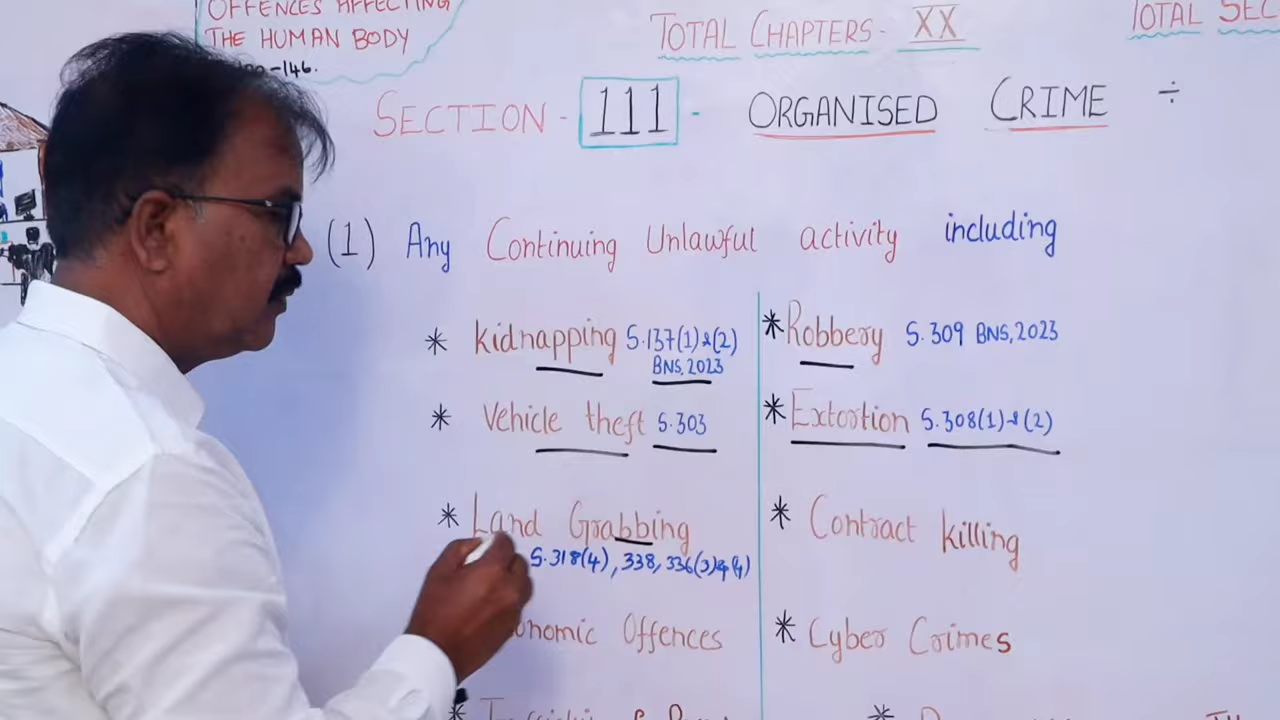 OFFENCES AFFECTING
THE HUMAN BODY
-146.
TOTAL CHAPTERS- XX
TOTAL SEC
SECTION - 111 - ORGANISED CRIME ÷
(1) Any Continuing Unlawful activity including
* Kidnapping S.137(1)&(2)
BNS,2023
* Vehicle theft S.303
* Land Grabbing
S.318(4), 338, 336(3)&(4)
onomic Offences
* Robbery S.309 BNS,2023
* Extortion S.308(1)&(2)
* Contract killing
* Cyber Crimes